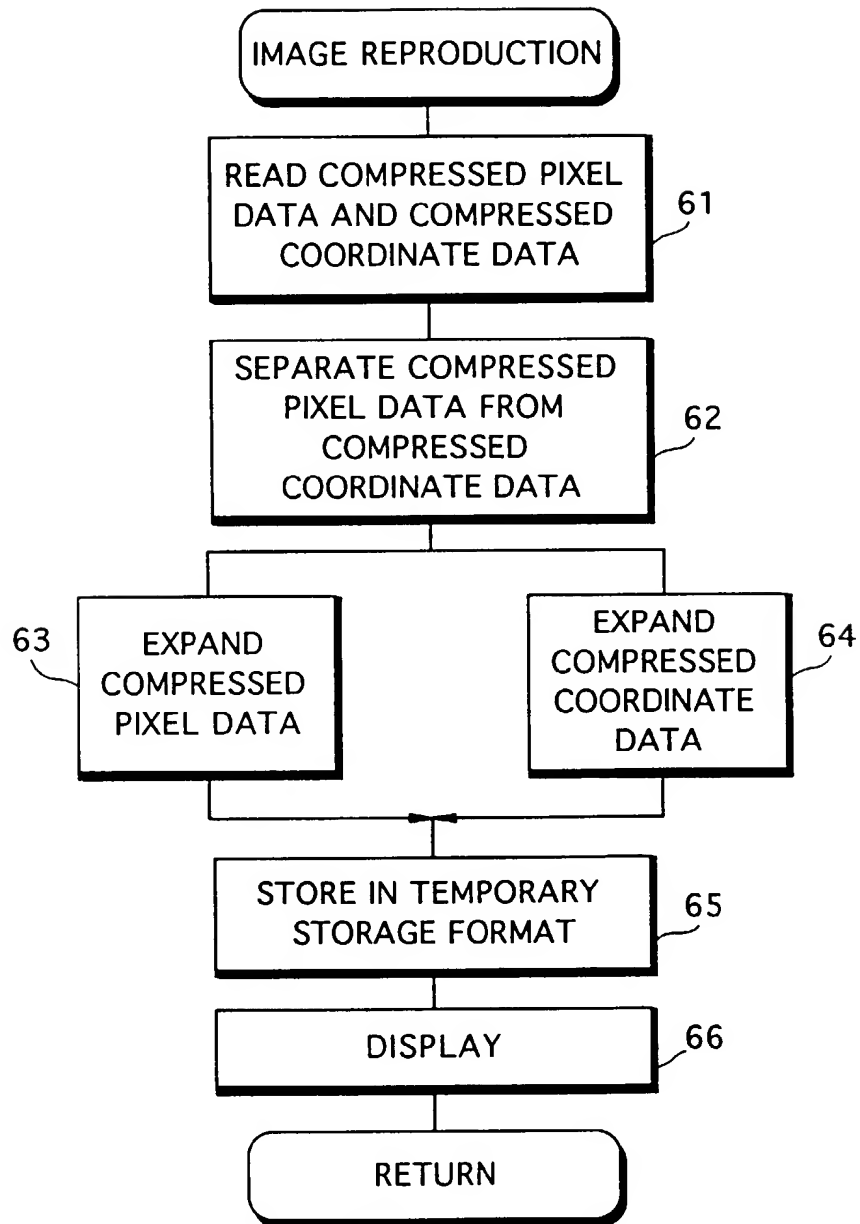 IMAGE REPRODUCTION
READ COMPRESSED PIXEL
DATA AND COMPRESSED
COORDINATE DATA
61
SEPARATE COMPRESSED
PIXEL DATA FROM
COMPRESSED
COORDINATE DATA
62
63
EXPAND
COMPRESSED
PIXEL DATA
EXPAND
COMPRESSED
COORDINATE
DATA
64
STORE IN TEMPORARY
STORAGE FORMAT
65
DISPLAY
66
RETURN